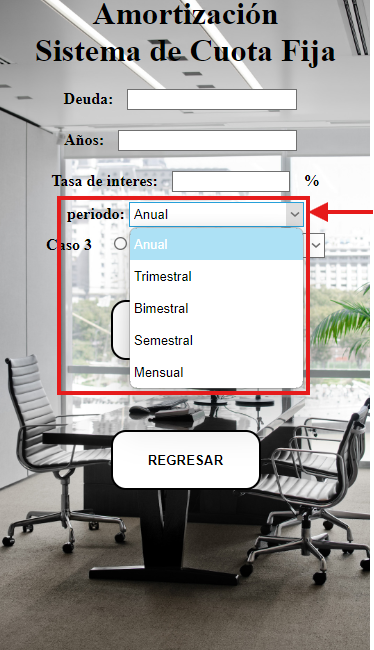 Amortización
Sistema de Cuota Fija
Deuda:
Años:
Tasa de interes: %
periodo: Anual
Caso 3
Anual
Trimestral
Bimestral
Semestral
Mensual
REGRESAR